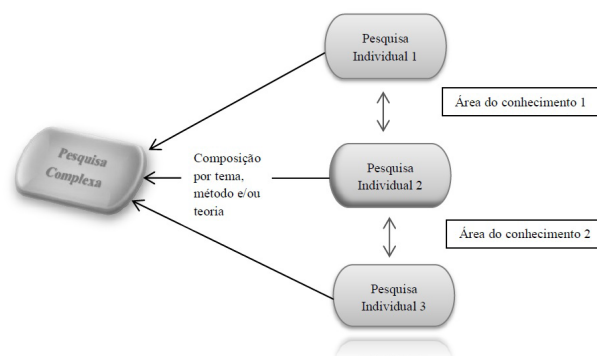 Pesquisa
Individual 1
Área do conhecimento 1
Pesquisa
Complexa
Composição
por tema,
método e/ou
teoria
Pesquisa
Individual 2
Área do conhecimento 2
Pesquisa
Individual 3